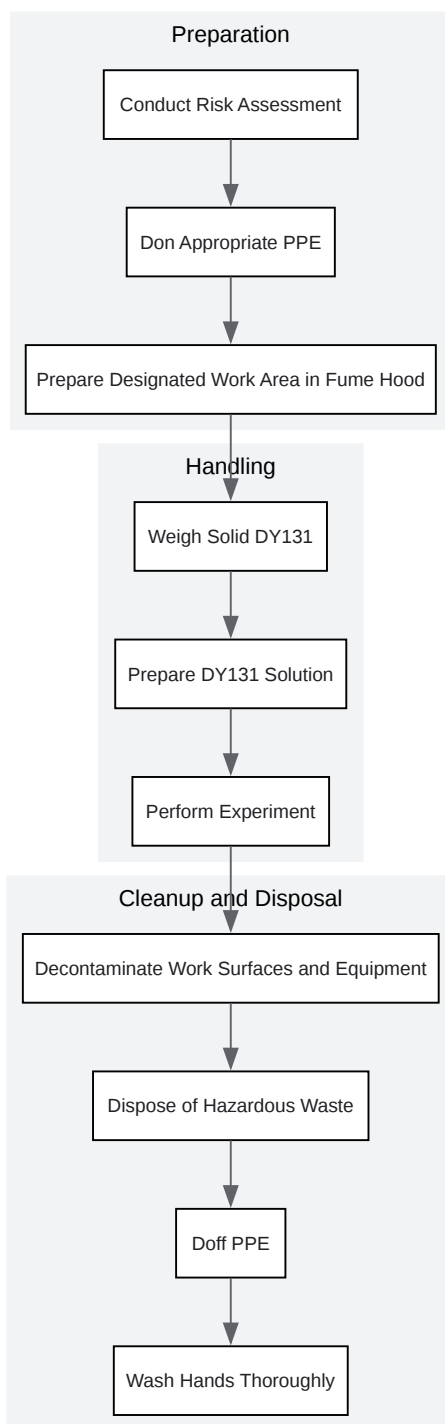 Preparation
Conduct Risk Assessment
Don Appropriate PPE
Prepare Designated Work Area in Fume Hood
Handling
Weigh Solid DY131
Prepare DY131 Solution
Perform Experiment
Cleanup and Disposal
Decontaminate Work Surfaces and Equipment
Dispose of Hazardous Waste
Doff PPE
Wash Hands Thoroughly